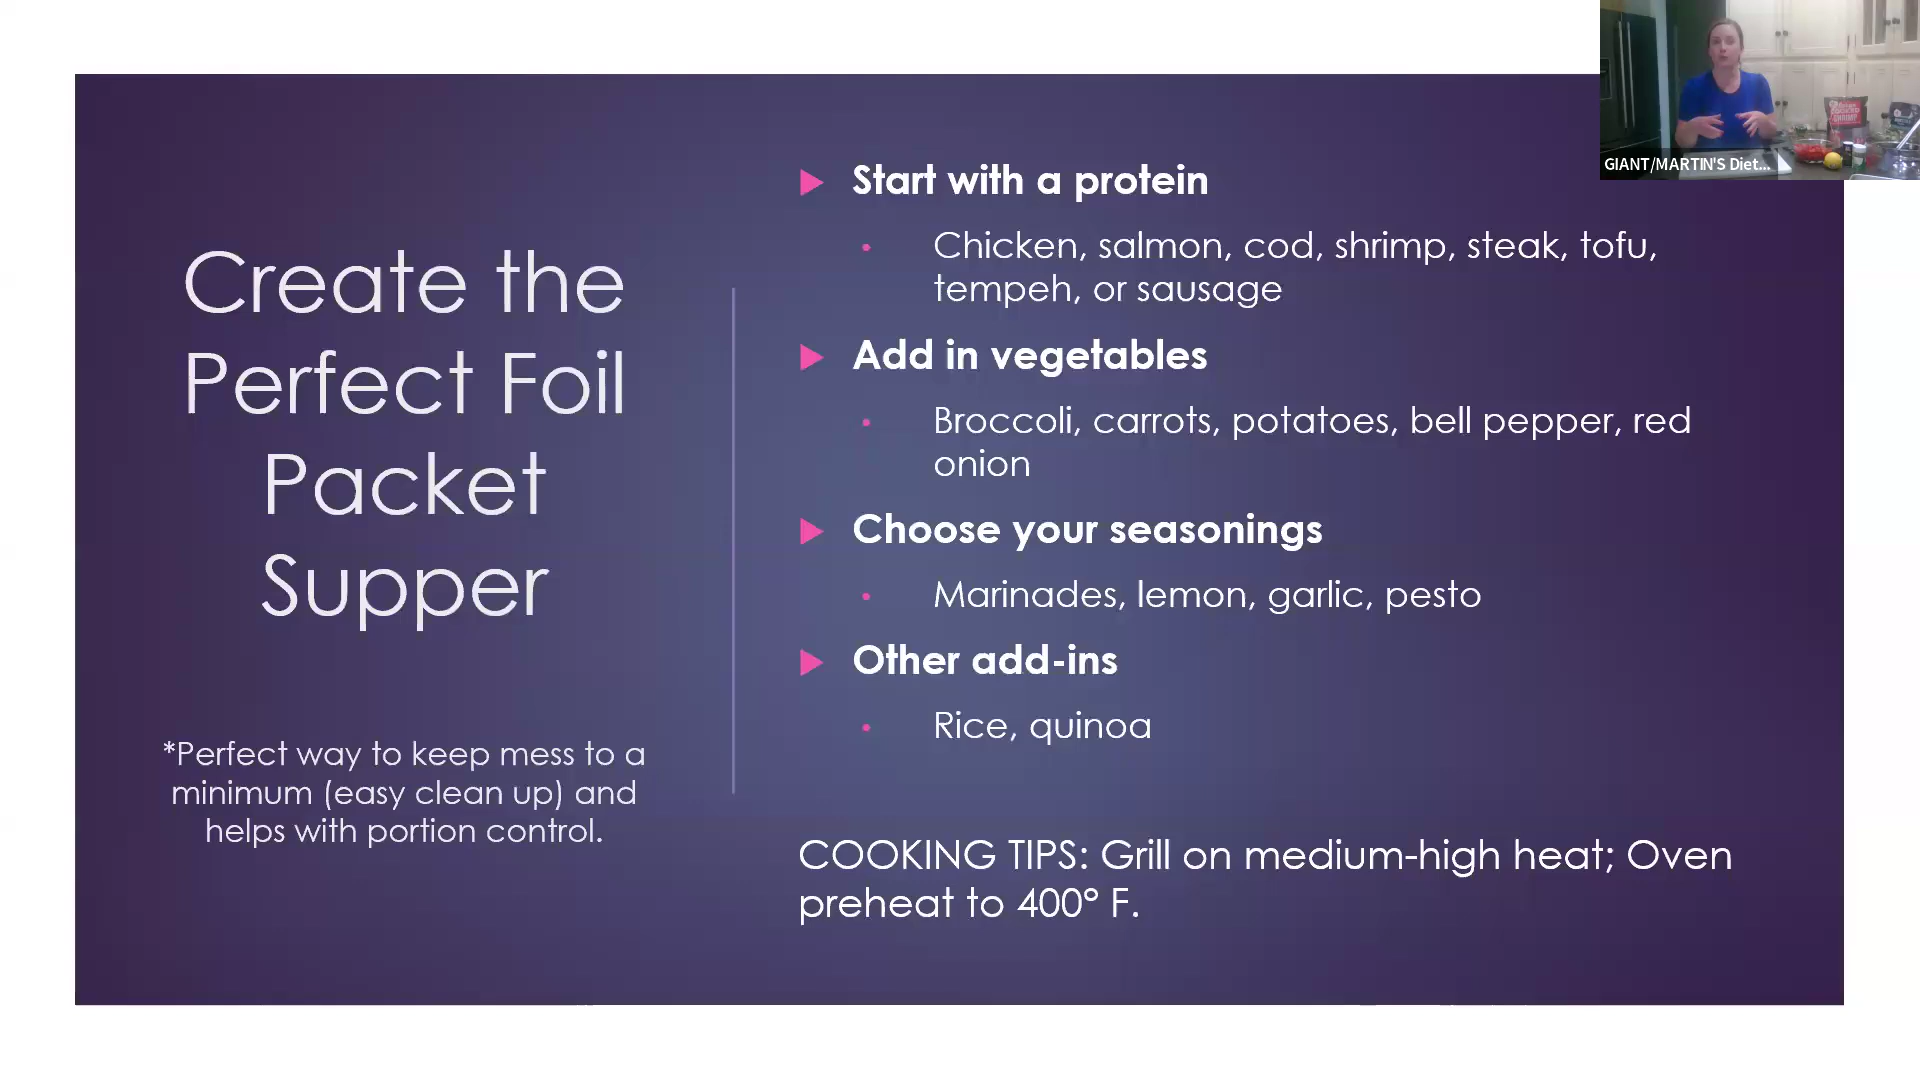 Create the
Perfect Foil
Packet
Supper
*Perfect way to keep mess to a
minimum (easy clean up) and
helps with portion control.
Start with a protein
Chicken, salmon, cod, shrimp, steak, tofu,
tempeh, or sausage
Add in vegetables
Broccoli, carrots, potatoes, bell pepper, red
onion
Choose your seasonings
Marinades, lemon, garlic, pesto
Other add-ins
Rice, quinoa
COOKING TIPS: Grill on medium-high heat; Oven
preheat to 400° F.
COOKED
SHRIMP
GIANT/MARTIN'S Diet...